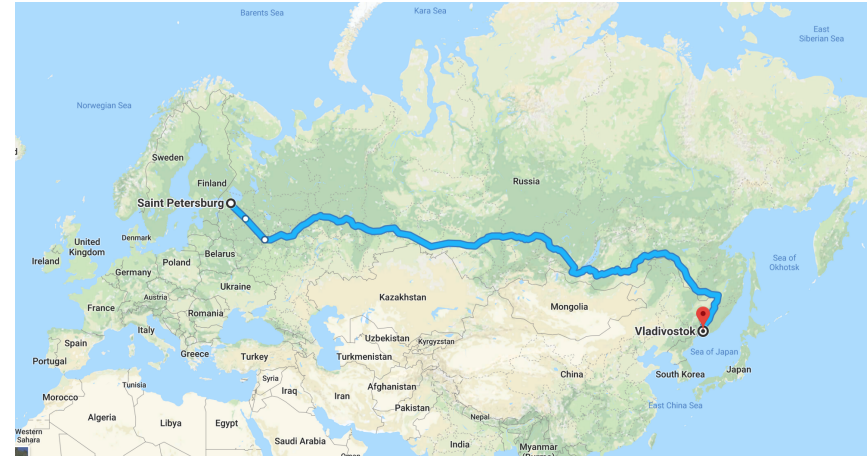 Barents Sea
Kara Sea
East
Siberian Sea
Norwegian Sea
Sweden
Finland
Russia
Saint Petersburg
United
Kingdom
Denmark
Ireland
Belarus
Poland
Germany
Sea of
Okhotsk
Ukraine
Austria
France
Romania
Kazakhstan
Mongolia
Italy
Vladivostok
Spain
Uzbekistan
Kyrgyzstan
Portugal
Greece
Turkey
Turkmenistan
Sea of Japan
Japan
South Korea
China
Tunisia
Syria
Iraq
Iran
Afghanistan
Morocco
Pakistan
East China Sea
Algeria
Libya
Egypt
Nepal
Western
Sahara
Saudi Arabia
India
Myanmar